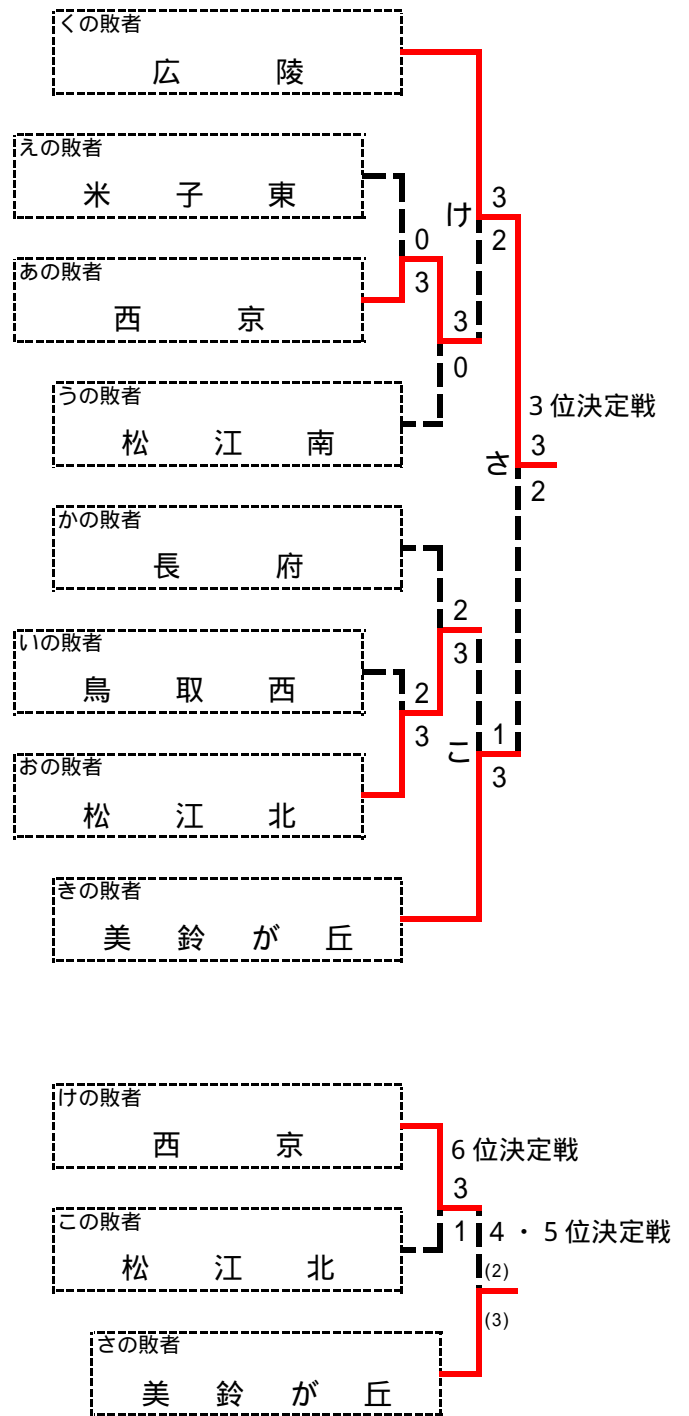 くの敗者
広 陵
えの敗者
米 子 東
け
3
2
0
3
あの敗者
西 京
3
0
うの敗者
松 江 南
3位決定戦
さ
3
2
かの敗者
長 府
2
3
いの敗者
鳥 取 西
2
3
こ
1
3
おの敗者
松 江 北
きの敗者
美 鈴 が 丘
けの敗者
西 京
6位決定戦
3
1
4・5位決定戦
この敗者
松 江 北
(2)
(3)
さの敗者
美 鈴 が 丘